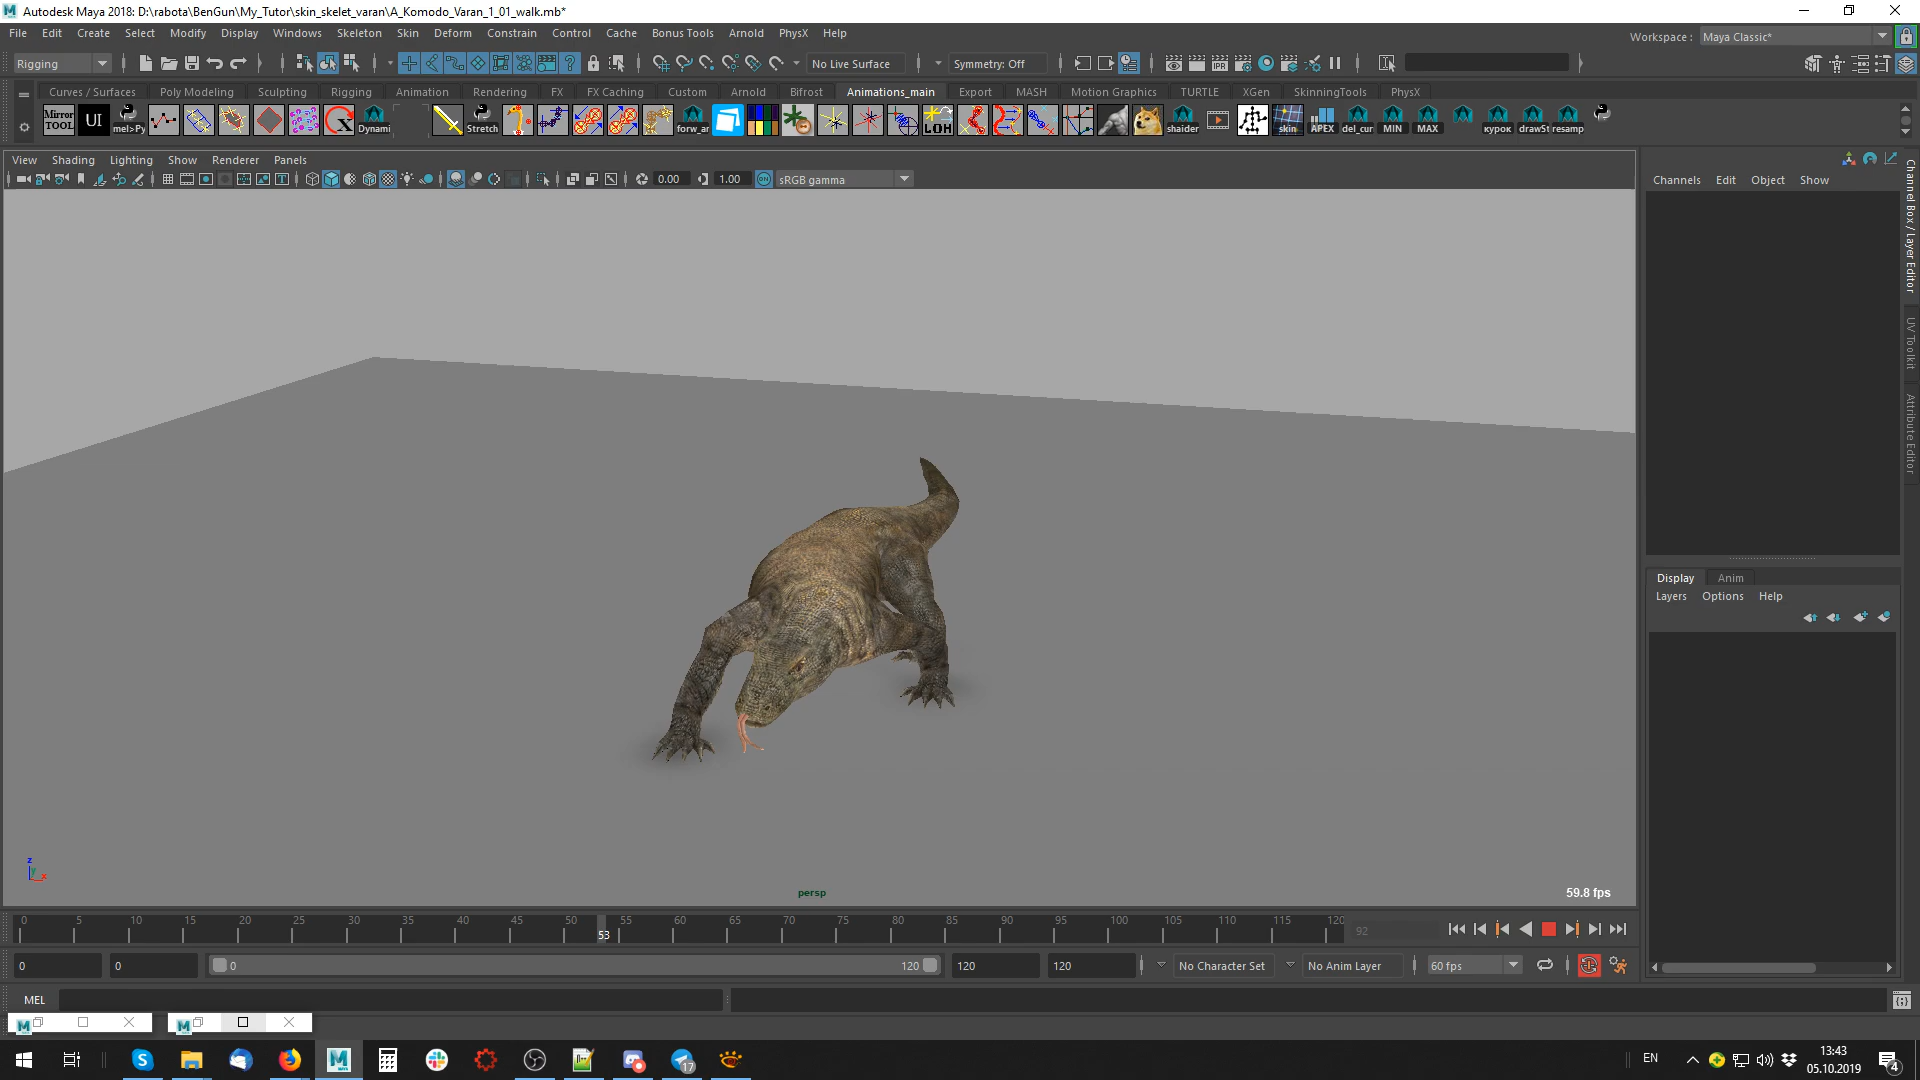 Autodesk Maya 2018: D:\rabota\BenGun\My_Tutor\skin_skelet_varan\A_Komodo_Varan_1_01_walk.mb*
File Edit Create Select Modify Display Windows Skeleton Skin Deform Constrain Control Cache Bonus Tools Arnold PhysX Help
Workspace : Maya Classic*
Rigging No Live Surface Symmetry: Off
Curves / Surfaces Poly Modeling Sculpting Rigging Animation Rendering FX FX Caching Custom Arnold Bifrost Animations_main Export MASH Motion Graphics TURTLE XGen SkinningTools PhysX
Mirror TOOL UI mel>Py Dynami Stretch forw_ar LOH shaider skin APEX del_cur MIN MAX курок drawSt resamp
View Shading Lighting Show Renderer Panels
0.00 1.00 ON sRGB gamma
Channels Edit Object Show
Channel Box / Layer Editor
UV Toolkit
Attribute Editor
Display Anim
Layers Options Help
z
y
x
persp
59.8 fps
0 5 10 15 20 25 30 35 40 45 50 55 60 65 70 75 80 85 90 95 100 105 110 115 120
53
92
0 0 0 120 120 120 No Character Set No Anim Layer 60 fps
MEL
EN
17
13:43
05.10.2019
4